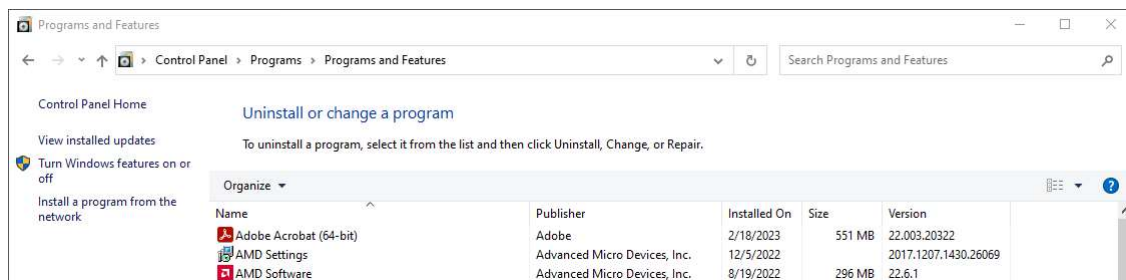 Programs and Features
Control Panel > Programs > Programs and Features
Search Programs and Features
Control Panel Home
Uninstall or change a program
View installed updates
To uninstall a program, select it from the list and then click Uninstall, Change, or Repair.
Turn Windows features on or
off
Install a program from the
network
Organize
Name Publisher Installed On Size Version
Adobe Acrobat (64-bit) Adobe 2/18/2023 551 MB 22.003.20322
AMD Settings Advanced Micro Devices, Inc. 12/5/2022 2017.1207.1430.26069
AMD Software Advanced Micro Devices, Inc. 8/19/2022 296 MB 22.6.1